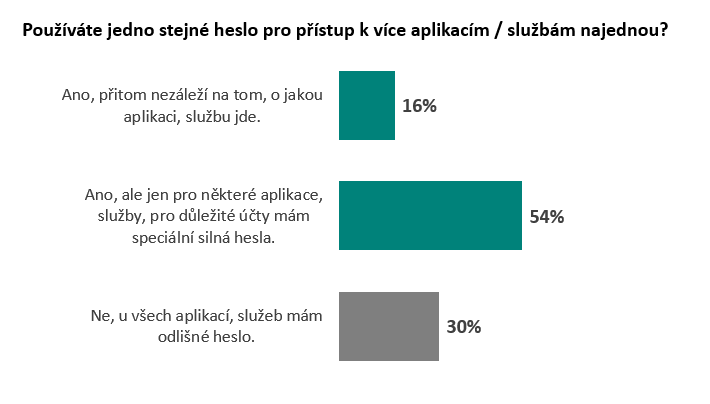 Používáte jedno stejné heslo pro přístup k více aplikacím / službám najednou?
Ano, přitom nezáleží na tom, o jakou
aplikaci, službu jde.
16%
Ano, ale jen pro některé aplikace,
služby, pro důležité účty mám
speciální silná hesla.
54%
Ne, u všech aplikací, služeb mám
odlišné heslo.
30%